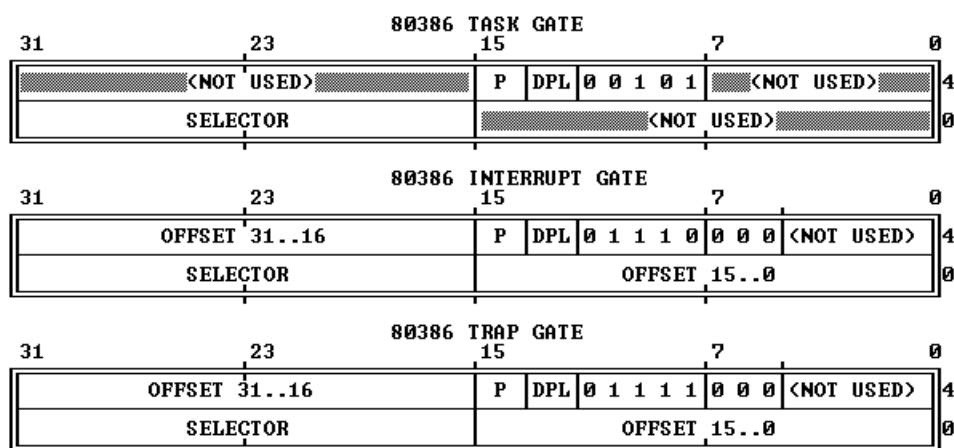 80386 TASK GATE
31 23 15 7 0
(NOT USED) P DPL 0 0 1 0 1 (NOT USED) 4
SELECTOR (NOT USED) 0
80386 INTERRUPT GATE
31 23 15 7 0
OFFSET 31..16 P DPL 0 1 1 1 0 0 0 0 (NOT USED) 4
SELECTOR OFFSET 15..0 0
80386 TRAP GATE
31 23 15 7 0
OFFSET 31..16 P DPL 0 1 1 1 1 0 0 0 (NOT USED) 4
SELECTOR OFFSET 15..0 0